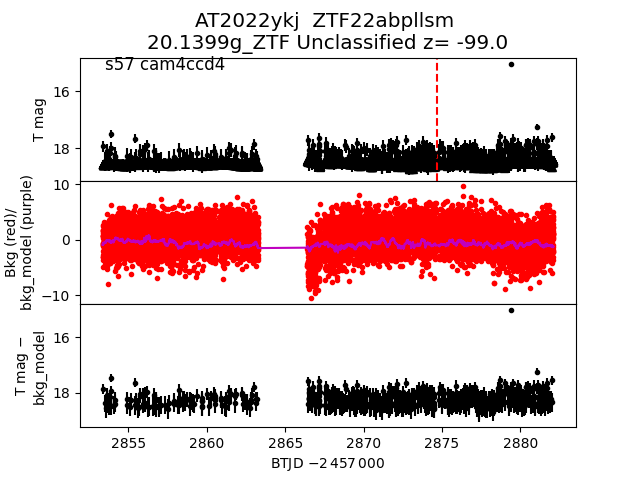 AT2022ykj  ZTF22abpllsm
20.1399g_ZTF Unclassified z= -99.0
s57 cam4ccd4
16
18
T mag
10
0
−10
Bkg (red)/
bkg_model (purple)
16
18
T mag −
bkg_model
2855 2860 2865 2870 2875 2880
BTJD −2 457 000